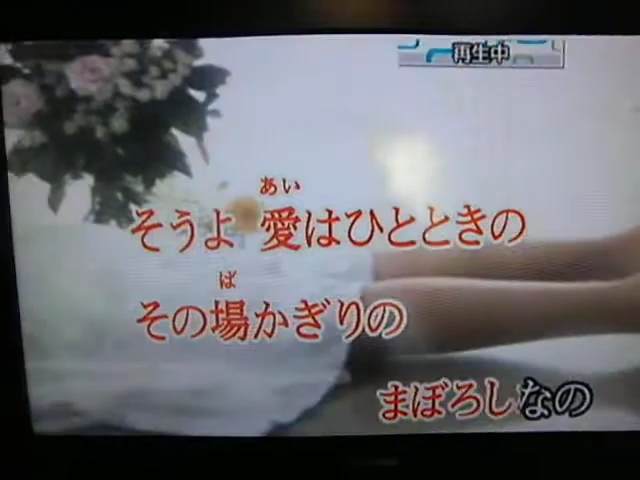 再生中
あい
そうよ 愛はひとときの
ば
その場かぎりの
まぼろしなの